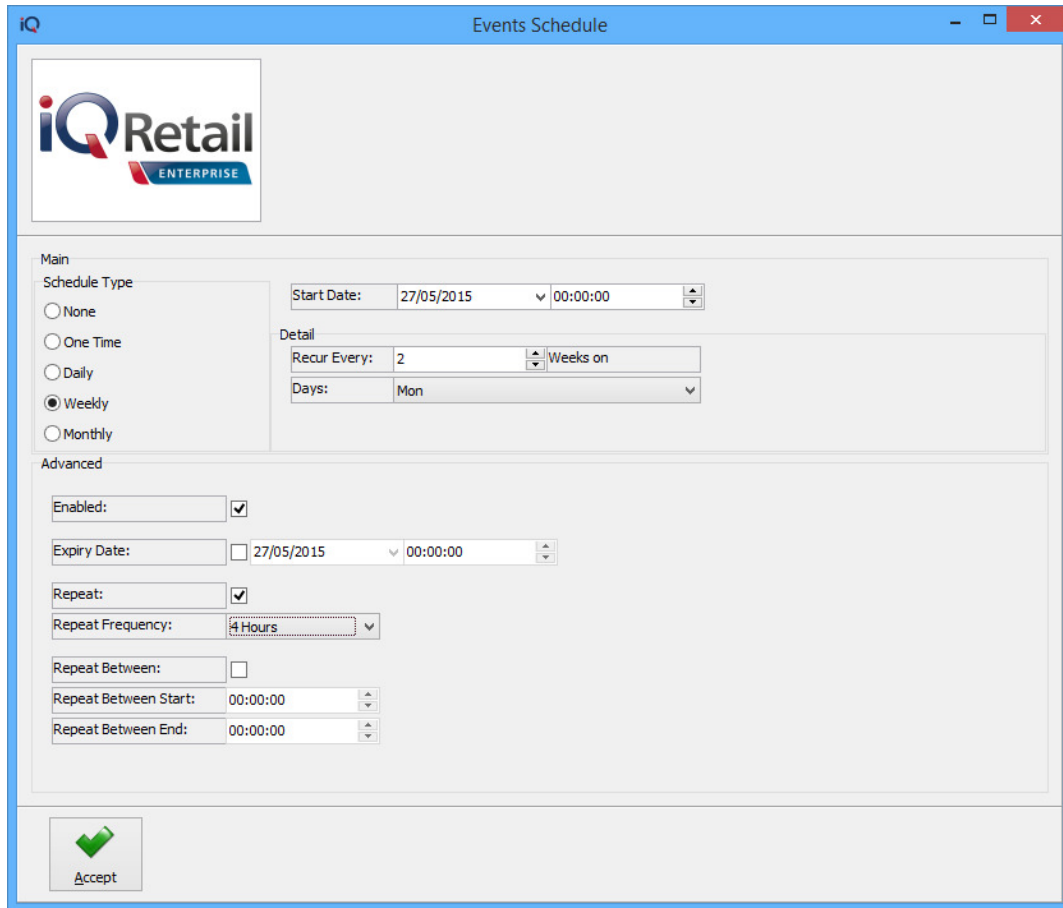 iQ Events Schedule
iQ Retail
ENTERPRISE
Main
Schedule Type
None
One Time
Daily
Weekly
Monthly
Start Date: 27/05/2015 00:00:00
Detail
Recur Every: 2 Weeks on
Days: Mon
Advanced
Enabled:
Expiry Date: 27/05/2015 00:00:00
Repeat:
Repeat Frequency: 4 Hours
Repeat Between:
Repeat Between Start: 00:00:00
Repeat Between End: 00:00:00
Accept